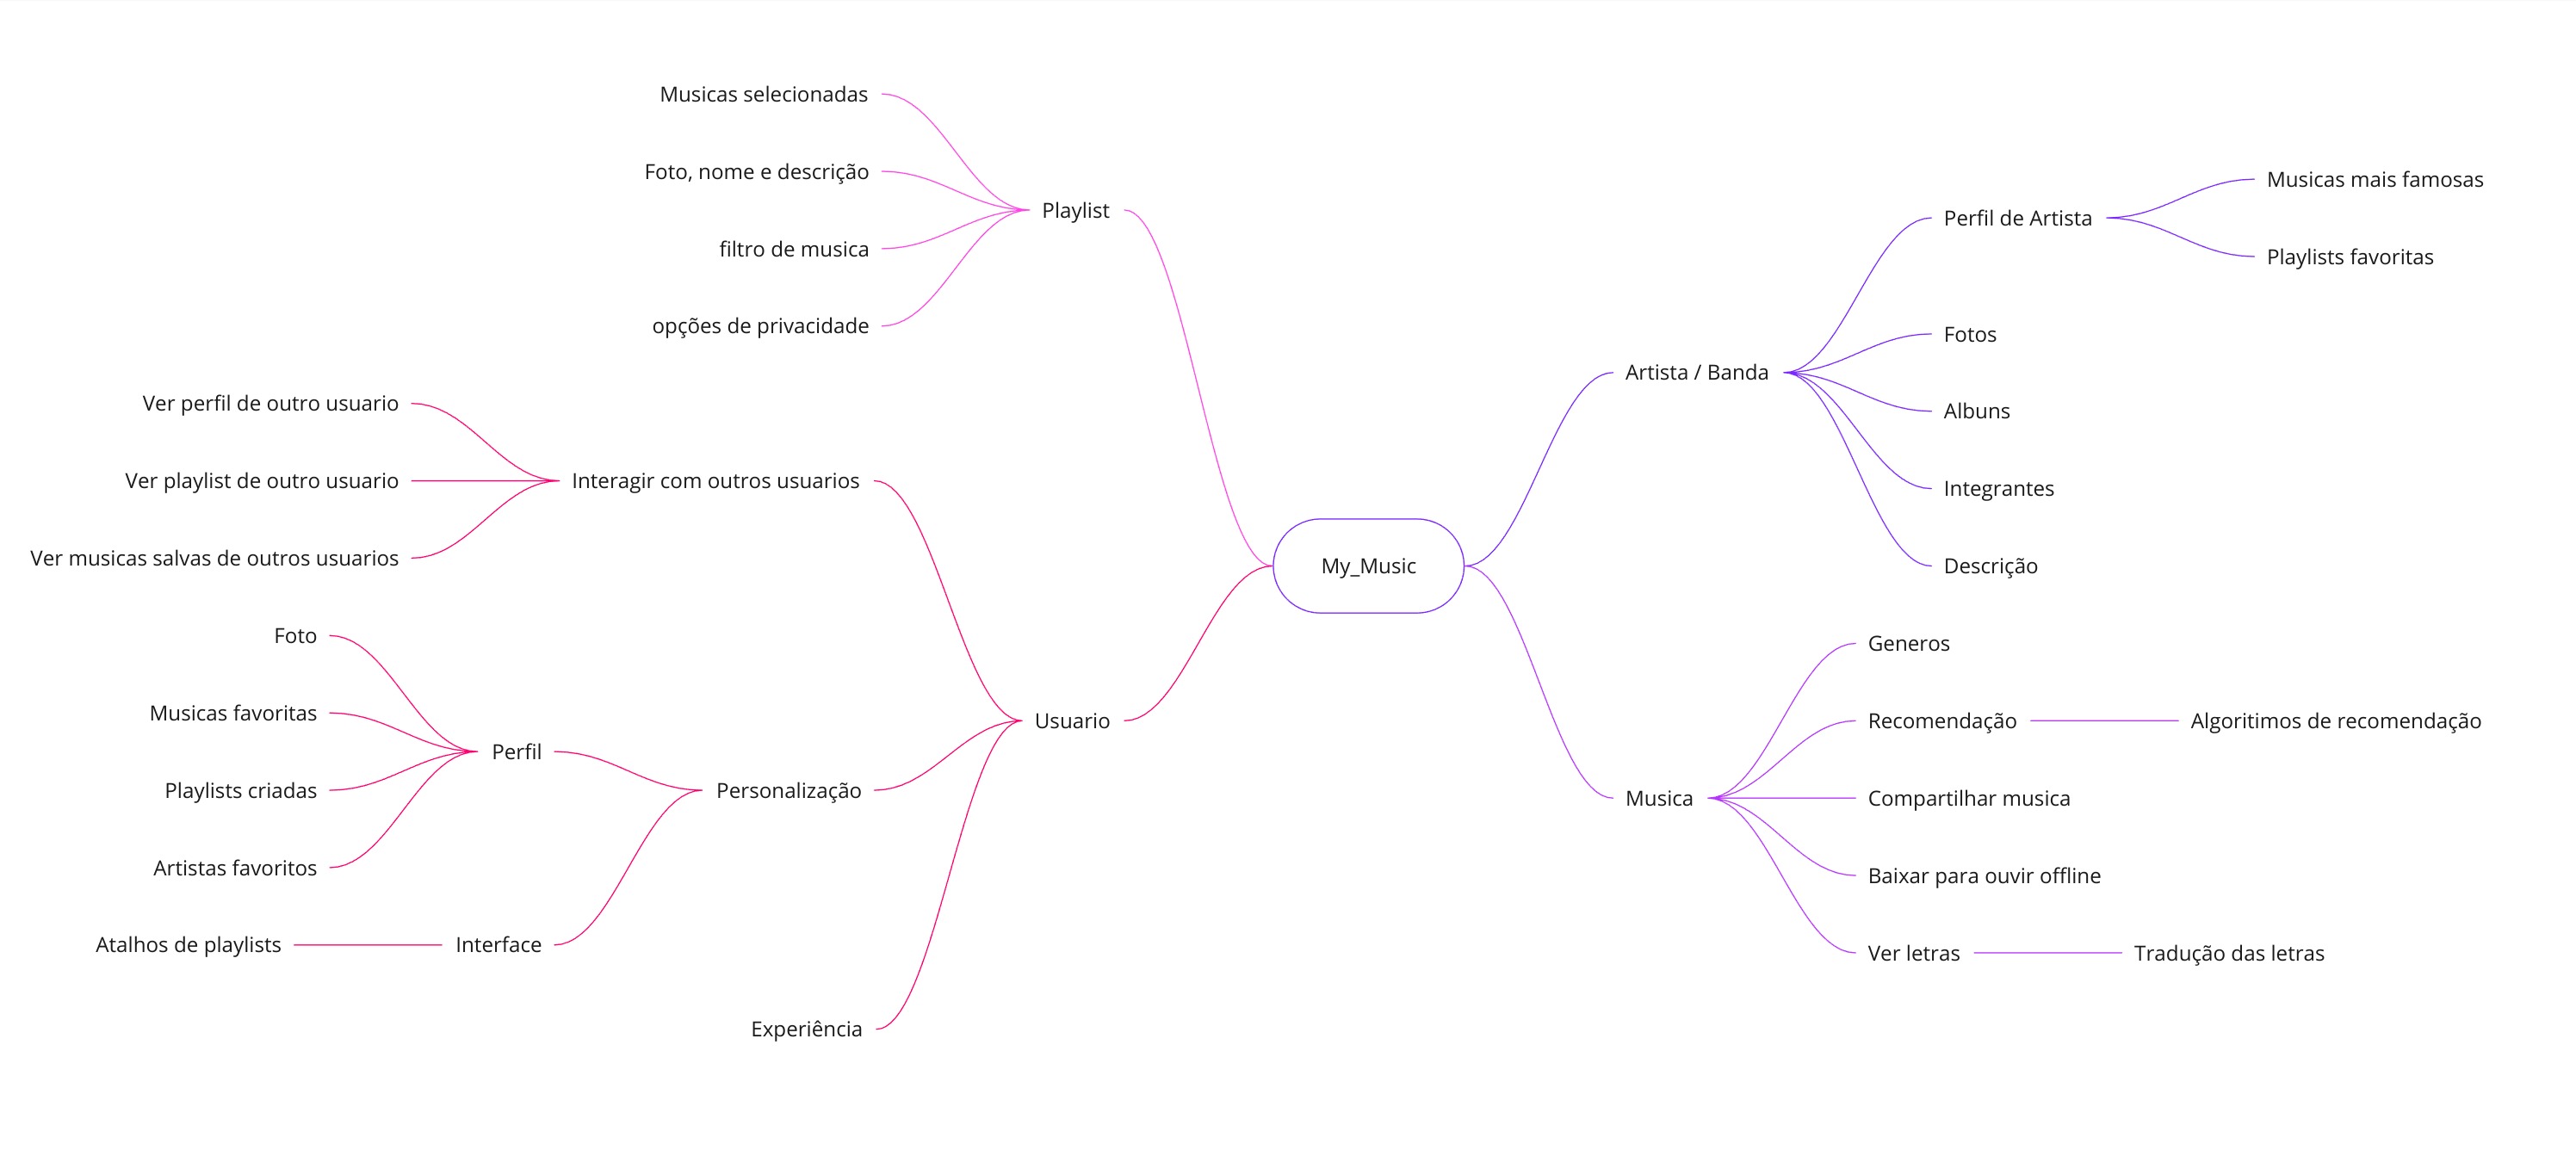 Musicas selecionadas
Foto, nome e descrição
filtro de musica
opções de privacidade
Playlist
Ver perfil de outro usuario
Ver playlist de outro usuario
Ver musicas salvas de outros usuarios
Interagir com outros usuarios
Foto
Musicas favoritas
Playlists criadas
Artistas favoritos
Perfil
Atalhos de playlists
Interface
Personalização
Experiência
Usuario
My_Music
Artista / Banda
Perfil de Artista
Musicas mais famosas
Playlists favoritas
Fotos
Albuns
Integrantes
Descrição
Musica
Generos
Recomendação
Algoritimos de recomendação
Compartilhar musica
Baixar para ouvir offline
Ver letras
Tradução das letras